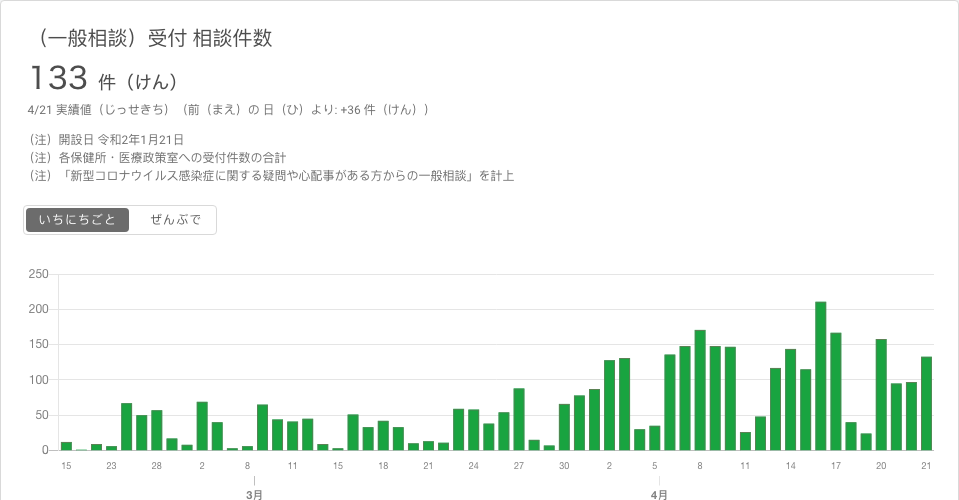 （一般相談）受付 相談件数
133 件（けん）
4/21 実績値（じっせきち）（前（まえ）の 日（ひ）より: +36 件（けん））
（注）開設日 令和2年1月21日
（注）各保健所・医療政策室への受付件数の合計
（注）「新型コロナウイルス感染症に関する疑問や心配事がある方からの一般相談」を計上
いちにちごと ぜんぶで
250
200
150
100
50
0
15 23 28 2 8 11 15 18 21 24 27 30 2 5 8 11 14 17 20 21
3月 4月